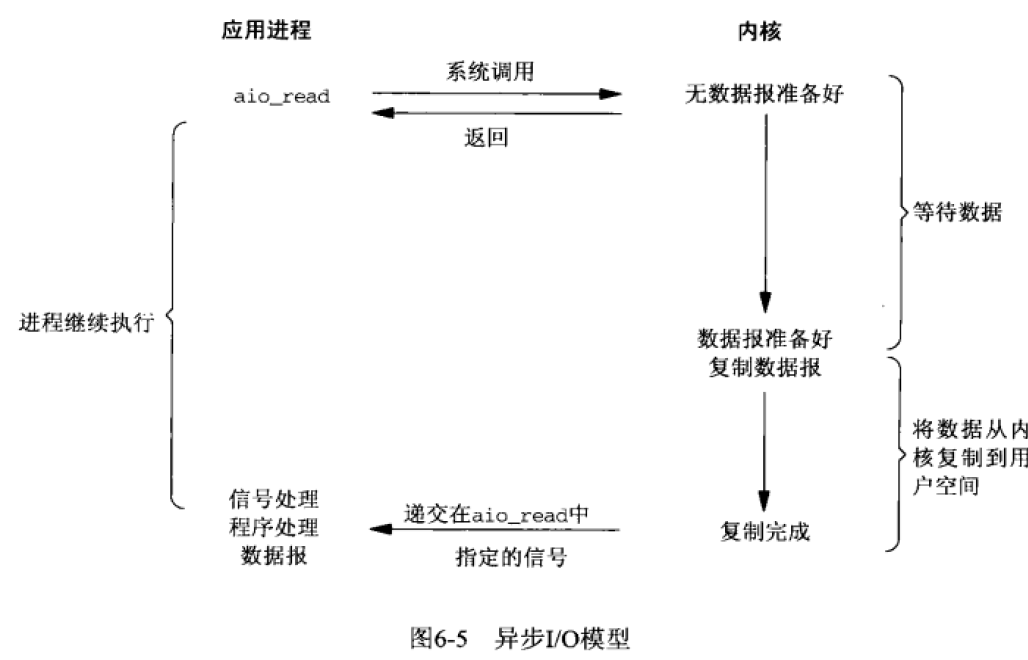 应用进程
内核
系统调用
aio_read
无数据报准备好
返回
等待数据
进程继续执行
数据报准备好
复制数据报
将数据从内
核复制到用
户空间
信号处理
程序处理
数据报
递交在aio_read中
指定的信号
复制完成
图6-5 异步I/O模型